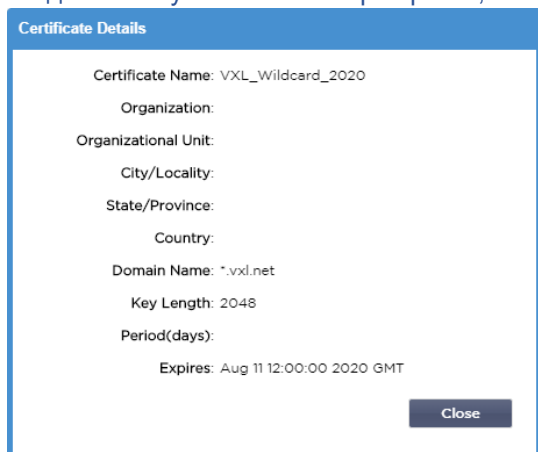 Certificate Details
Certificate Name: VXL_Wildcard_2020
Organization:
Organizational Unit:
City/Locality:
State/Province:
Country:
Domain Name: *.vxl.net
Key Length: 2048
Period(days):
Expires: Aug 11 12:00:00 2020 GMT
Close